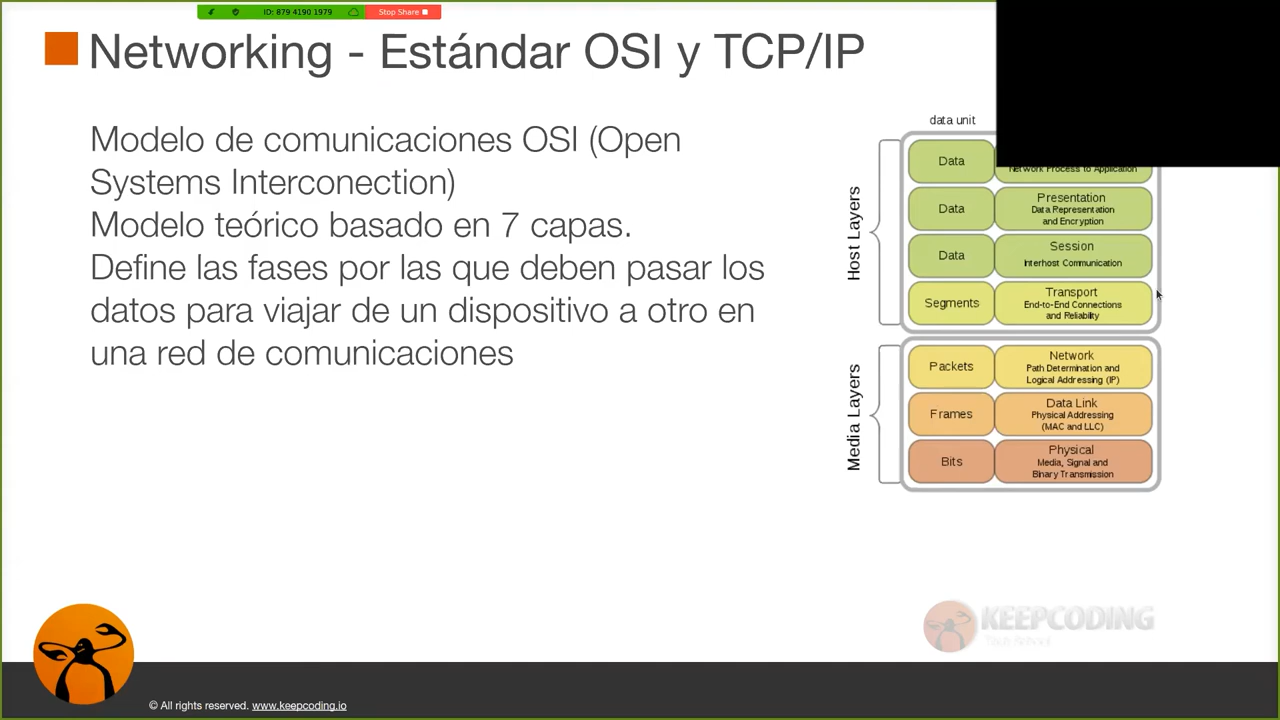 ID: 879 4190 1979
Stop Share
Networking - Estándar OSI y TCP/IP
Modelo de comunicaciones OSI (Open
Systems Interconection)
Modelo teórico basado en 7 capas.
Define las fases por las que deben pasar los
datos para viajar de un dispositivo a otro en
una red de comunicaciones
data unit
Host Layers
Data
Network Process to Application
Data
Presentation
Data Representation
and Encryption
Data
Session
Interhost Communication
Segments
Transport
End-to-End Connections
and Reliability
Media Layers
Packets
Network
Path Determination and
Logical Addressing (IP)
Frames
Data Link
Physical Addressing
(MAC and LLC)
Bits
Physical
Media, Signal and
Binary Transmission
KEEPCODING
Tech School
© All rights reserved. www.keepcoding.io